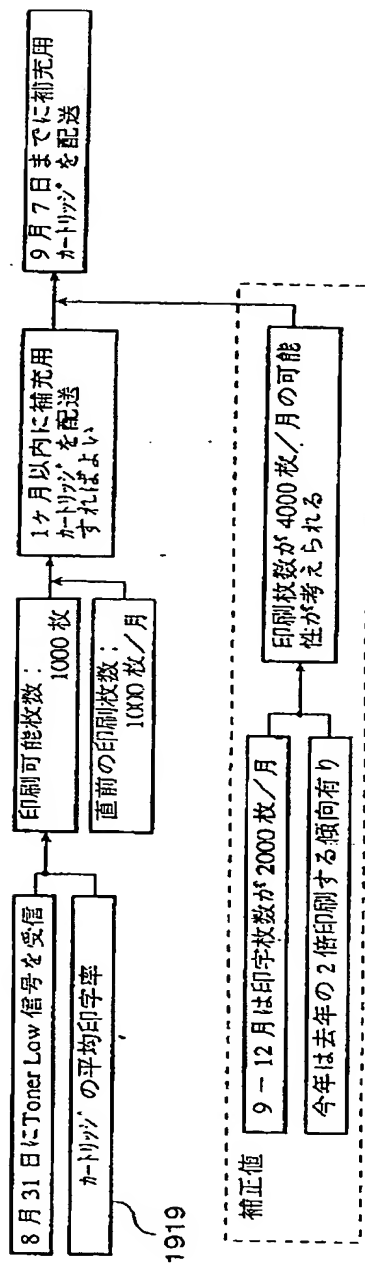 8月31日にToner Low信号を受信
カートリッジの平均印字率
1919
印刷可能枚数：
1000枚
直前の印刷枚数：
1000枚／月
1ヶ月以内に補充用
カートリッジを配送
すればよい
9月7日までに補充用
カートリッジを配送
補正値
9－12月は印字枚数が2000枚／月
今年は去年の2倍印刷する傾向有り
印刷枚数が4000枚／月の可能
性が考えられる